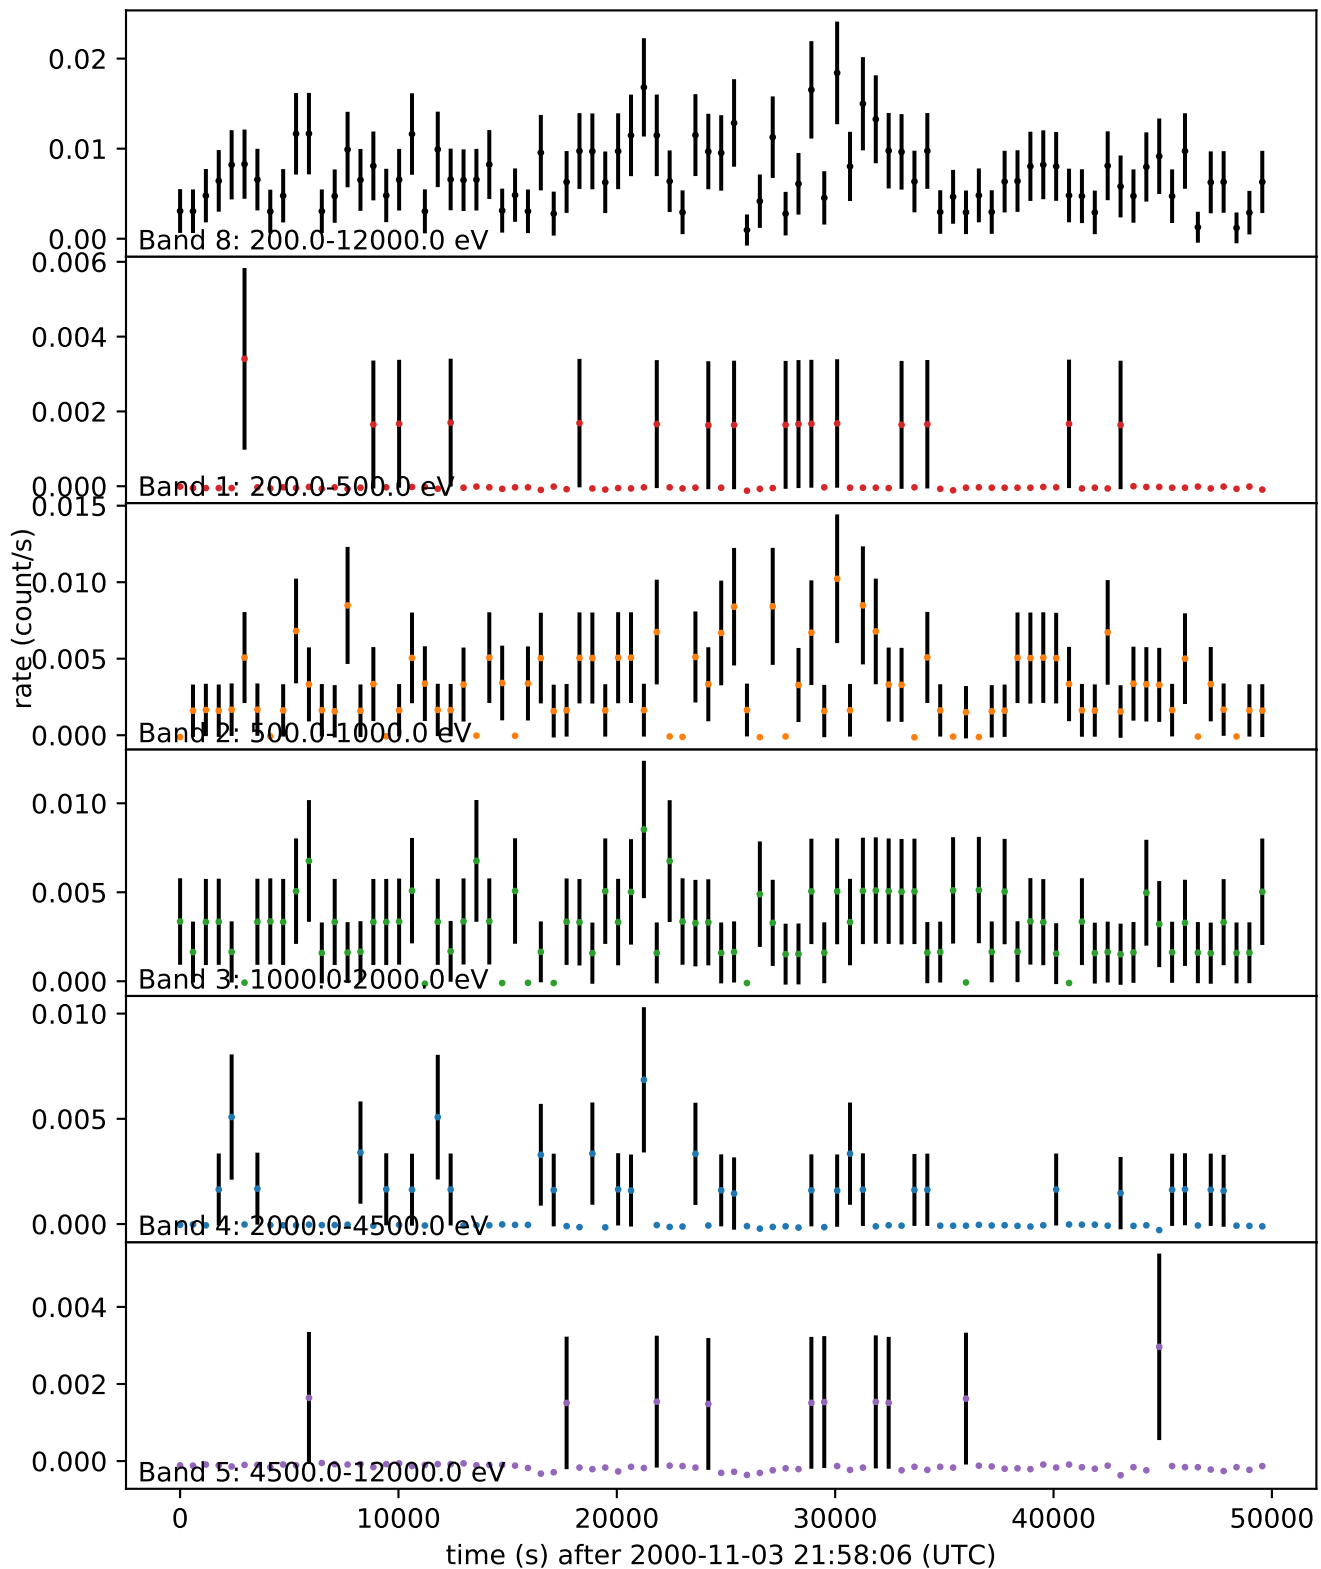 0.02
0.01
0.00
Band 8: 200.0-12000.0 eV
0.006
0.004
0.002
0.000
Band 1: 200.0-500.0 eV
0.015
0.010
0.005
0.000
Band 2: 500.0-1000.0 eV
rate (count/s)
0.010
0.005
0.000
Band 3: 1000.0-2000.0 eV
0.010
0.005
0.000
Band 4: 2000.0-4500.0 eV
0.004
0.002
0.000
Band 5: 4500.0-12000.0 eV
0 10000 20000 30000 40000 50000
time (s) after 2000-11-03 21:58:06 (UTC)